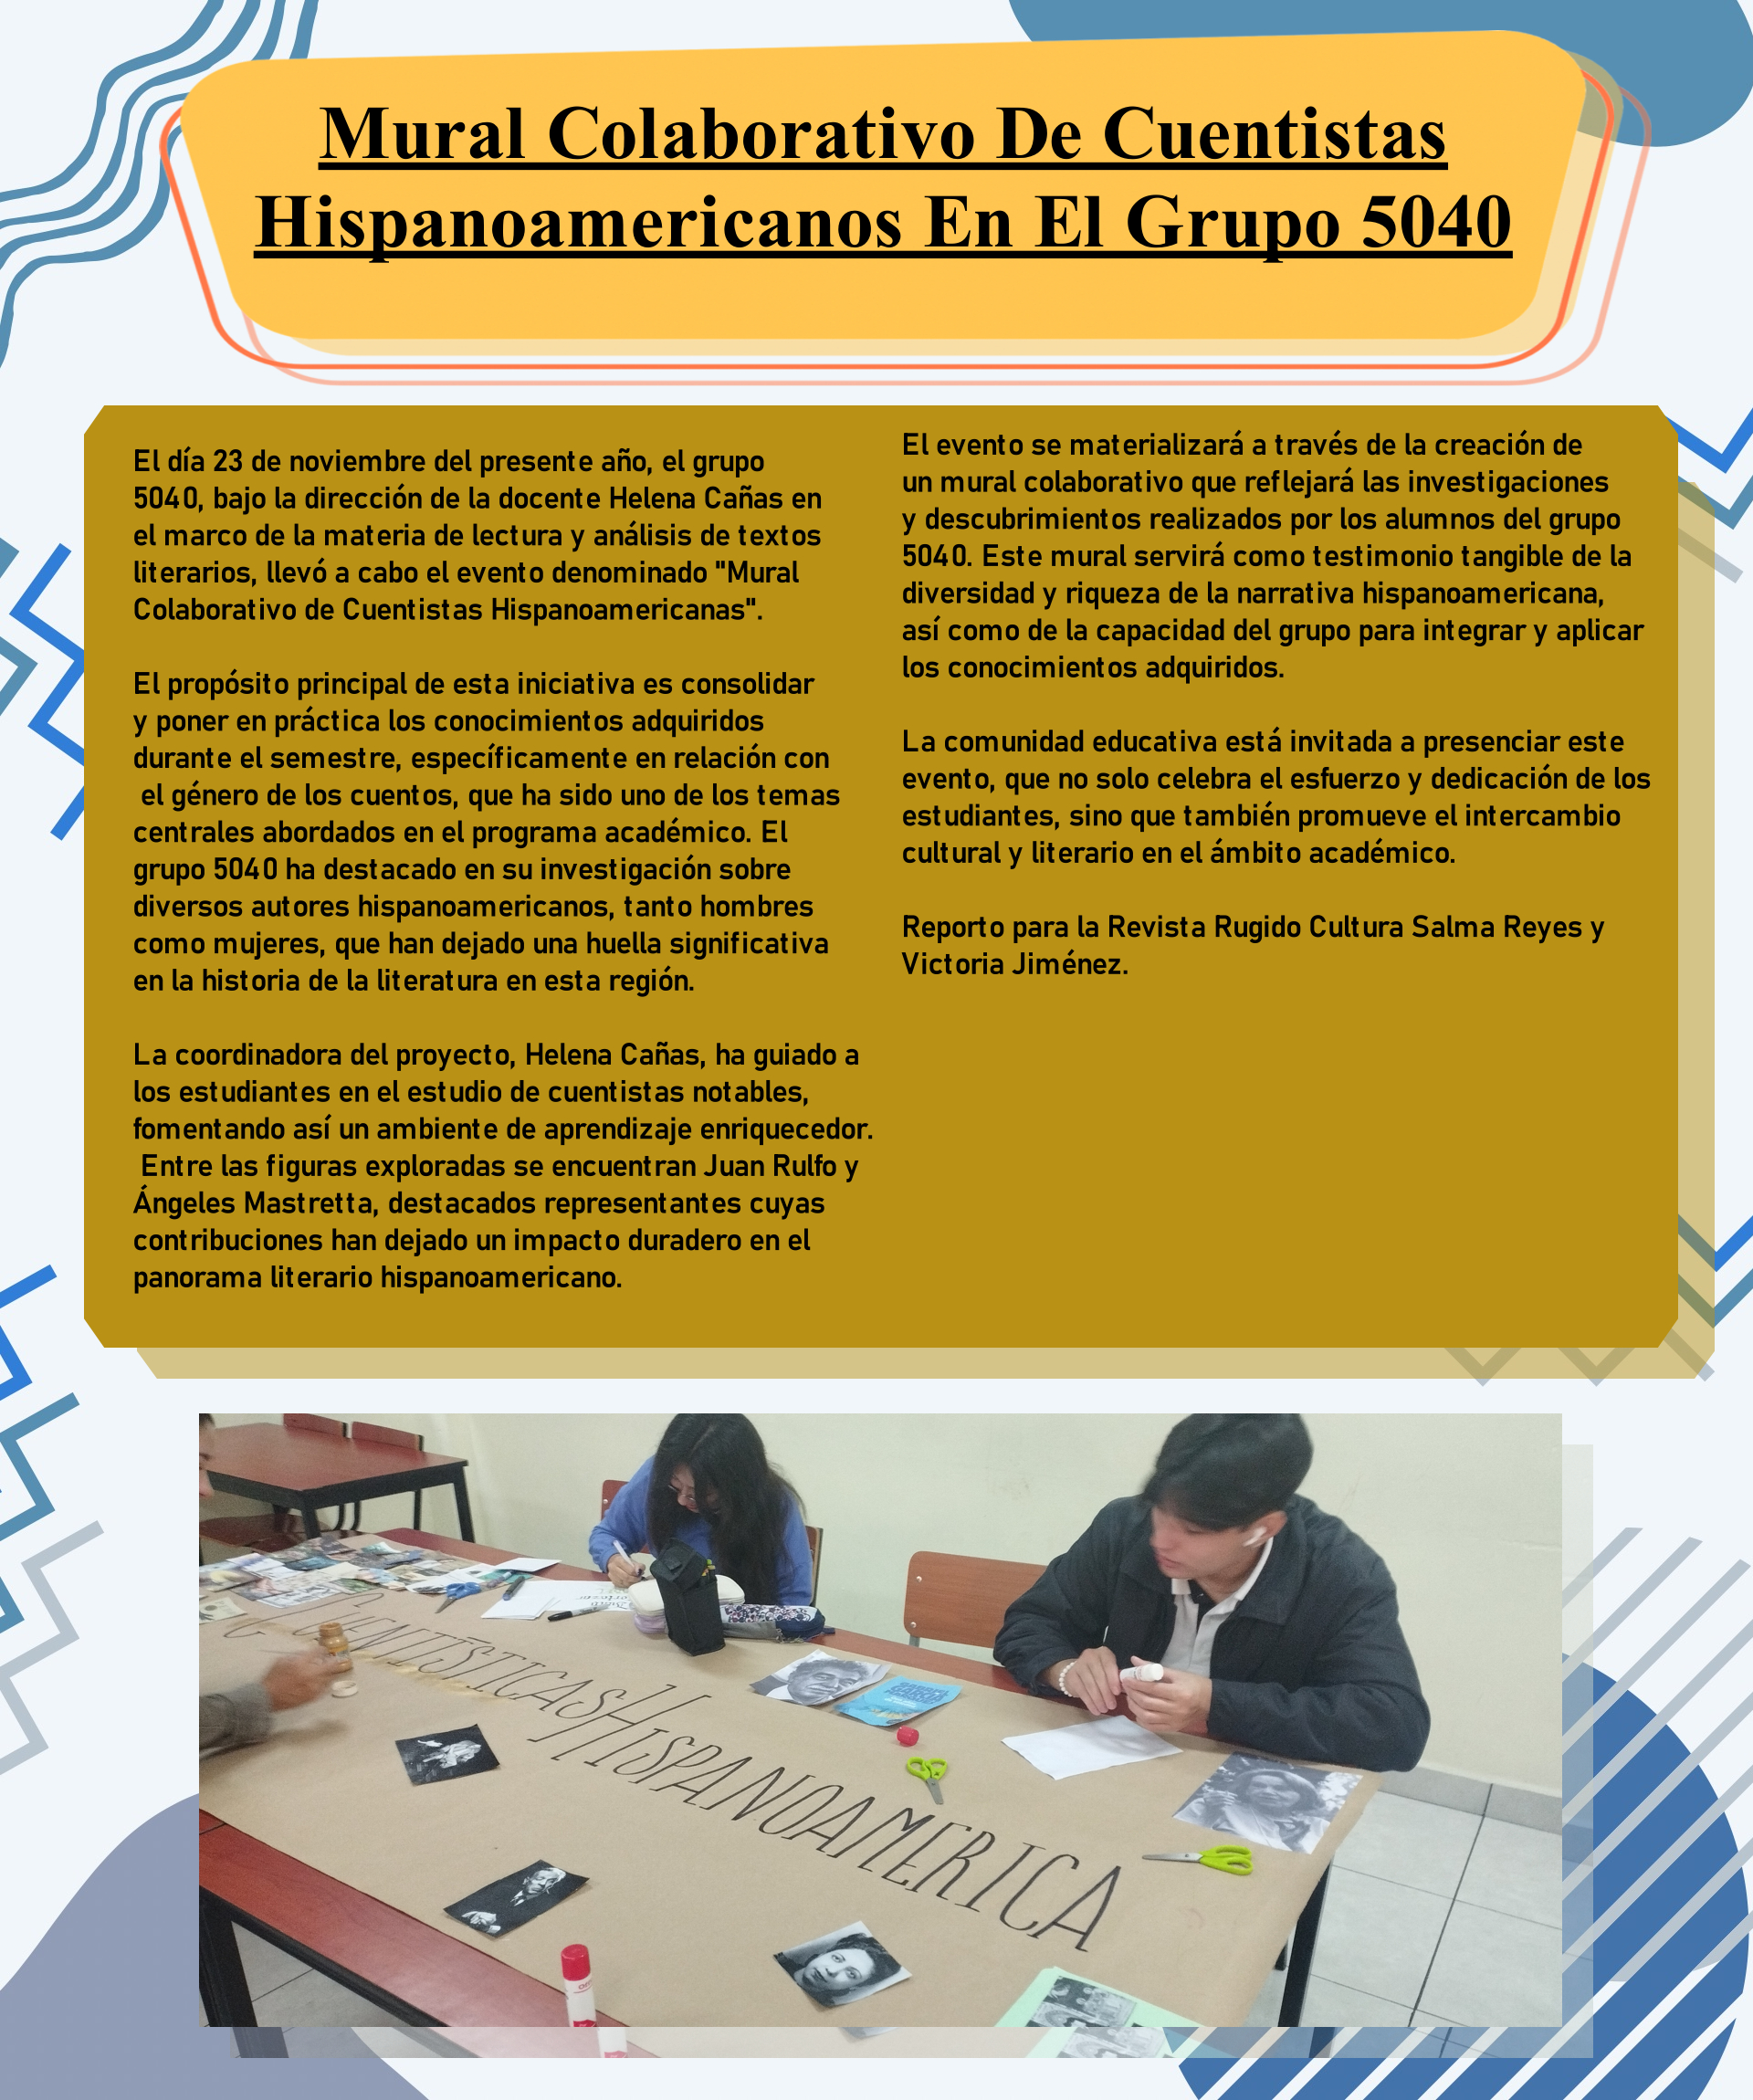 Mural Colaborativo De Cuentistas
Hispanoamericanos En El Grupo 5040
El día 23 de noviembre del presente año, el grupo
5040, bajo la dirección de la docente Helena Cañas en
el marco de la materia de lectura y análisis de textos
literarios, llevó a cabo el evento denominado "Mural
Colaborativo de Cuentistas Hispanoamericanas".
El propósito principal de esta iniciativa es consolidar
y poner en práctica los conocimientos adquiridos
durante el semestre, específicamente en relación con
el género de los cuentos, que ha sido uno de los temas
centrales abordados en el programa académico. El
grupo 5040 ha destacado en su investigación sobre
diversos autores hispanoamericanos, tanto hombres
como mujeres, que han dejado una huella significativa
en la historia de la literatura en esta región.
La coordinadora del proyecto, Helena Cañas, ha guiado a
los estudiantes en el estudio de cuentistas notables,
fomentando así un ambiente de aprendizaje enriquecedor.
Entre las figuras exploradas se encuentran Juan Rulfo y
Ángeles Mastretta, destacados representantes cuyas
contribuciones han dejado un impacto duradero en el
panorama literario hispanoamericano.
El evento se materializará a través de la creación de
un mural colaborativo que reflejará las investigaciones
y descubrimientos realizados por los alumnos del grupo
5040. Este mural servirá como testimonio tangible de la
diversidad y riqueza de la narrativa hispanoamericana,
así como de la capacidad del grupo para integrar y aplicar
los conocimientos adquiridos.
La comunidad educativa está invitada a presenciar este
evento, que no solo celebra el esfuerzo y dedicación de los
estudiantes, sino que también promueve el intercambio
cultural y literario en el ámbito académico.
Reporto para la Revista Rugido Cultura Salma Reyes y
Victoria Jiménez.
CUENTÍSTICAS HISPANOAMERICA